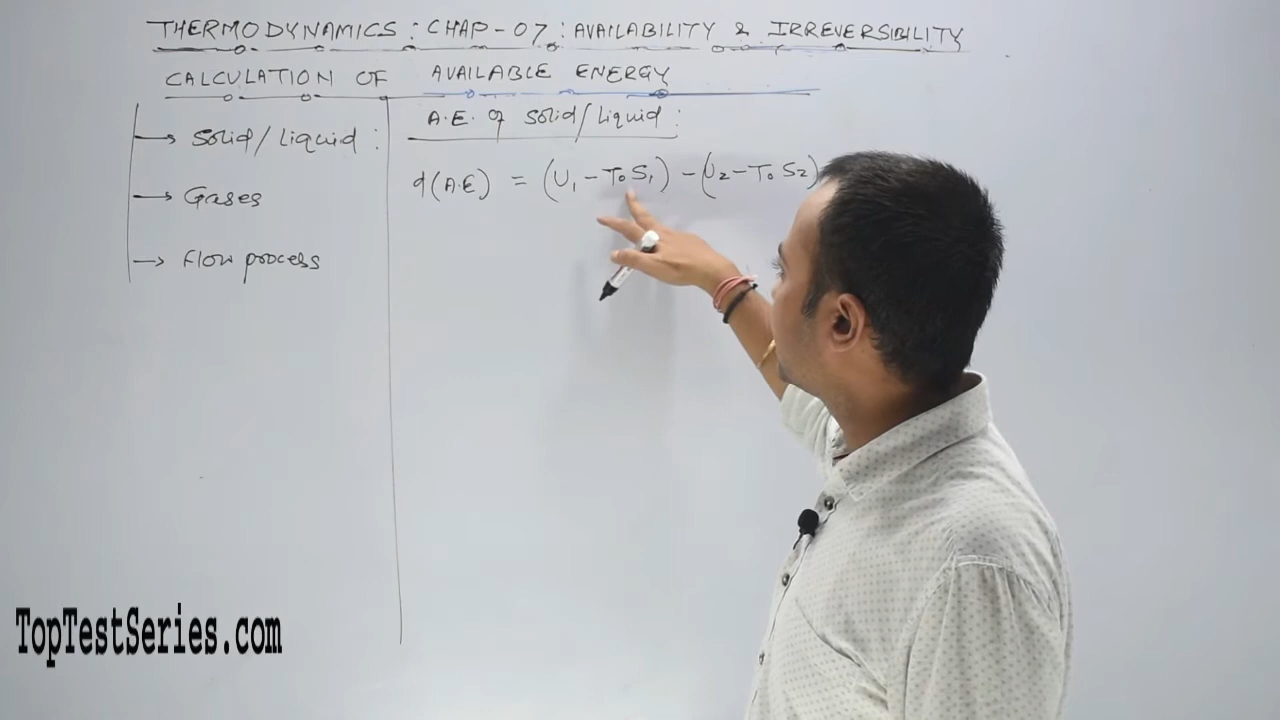 THERMODYNAMICS : CHAP-07 : AVAILABILITY & IRREVERSIBILITY
CALCULATION OF AVAILABLE ENERGY
→ Solid/Liquid :
→ Gases
→ Flow process
A.E. of Solid/Liquid :
d(A.E) = (U₁ - T₀S₁) - (U₂ - T₀S₂)
TopTestSeries.com